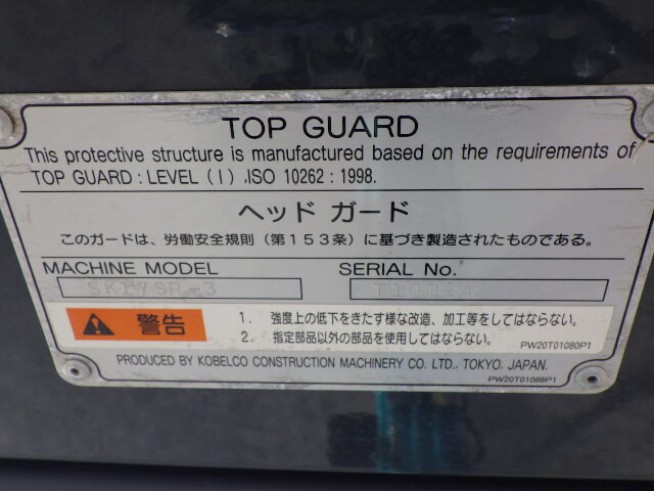 TOP GUARD
This protective structure is manufactured based on the requirements of
TOP GUARD : LEVEL ( I ) .ISO 10262 : 1998.
ヘッド ガード
このガードは、労働安全規則（第１５３条）に基づき製造されたものである。
MACHINE MODEL SERIAL No.
SK17SR-3
警告 1. 強度上の低下をきたす様な改造、加工等をしてはならない。
2. 指定部品以外の部品を使用してはならない。
PW20T01080P1
PRODUCED BY KOBELCO CONSTRUCTION MACHINERY CO. LTD., TOKYO, JAPAN.
PW20T01088P1